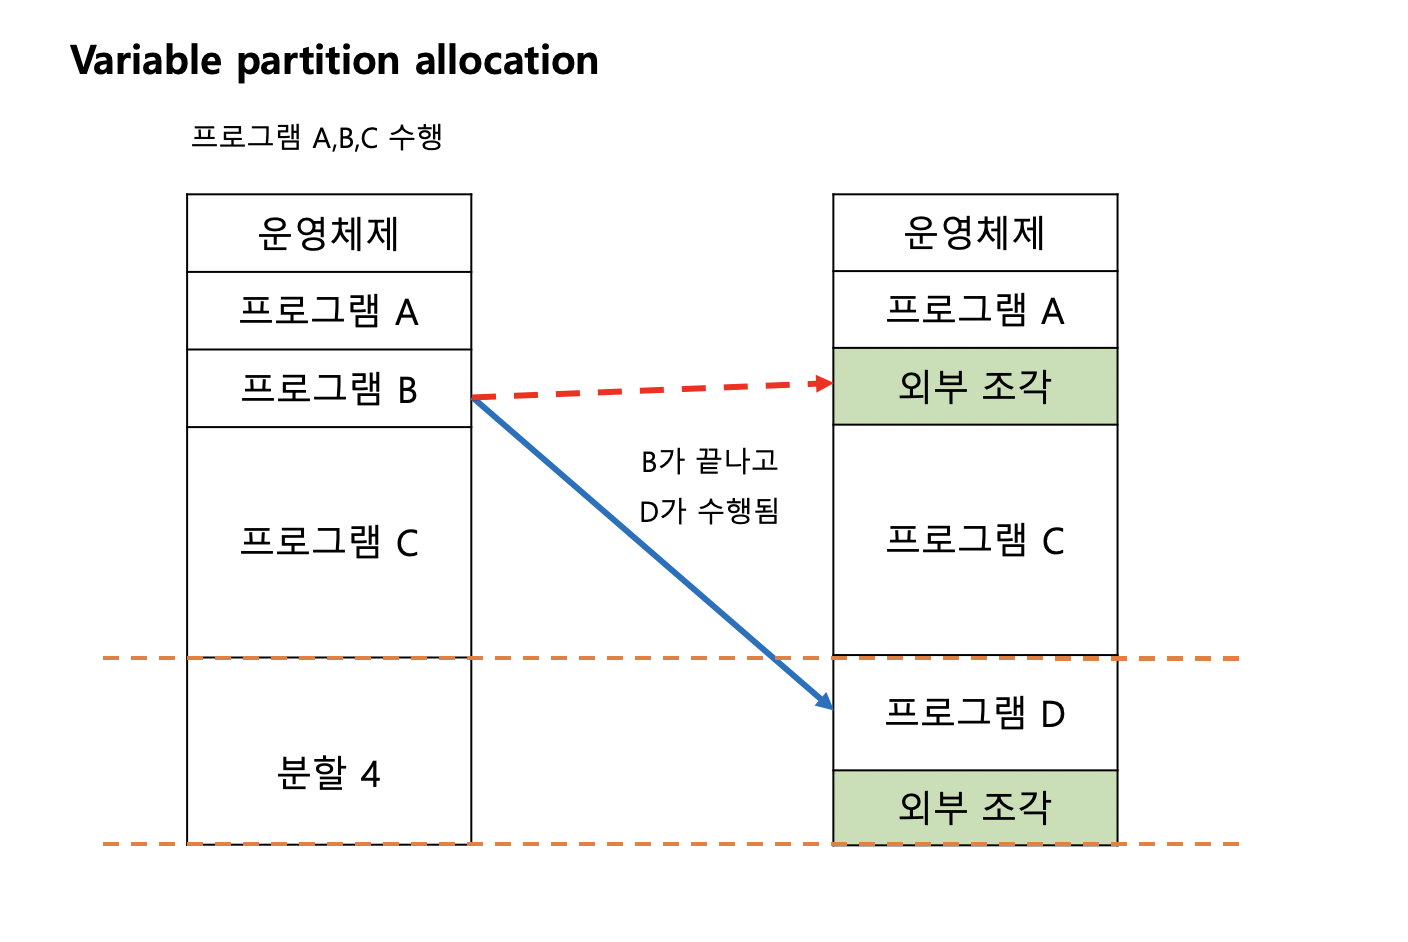 Variable partition allocation
프로그램 A,B,C 수행
운영체제
프로그램 A
프로그램 B
프로그램 C
분할 4
B가 끝나고
D가 수행됨
운영체제
프로그램 A
외부 조각
프로그램 C
프로그램 D
외부 조각